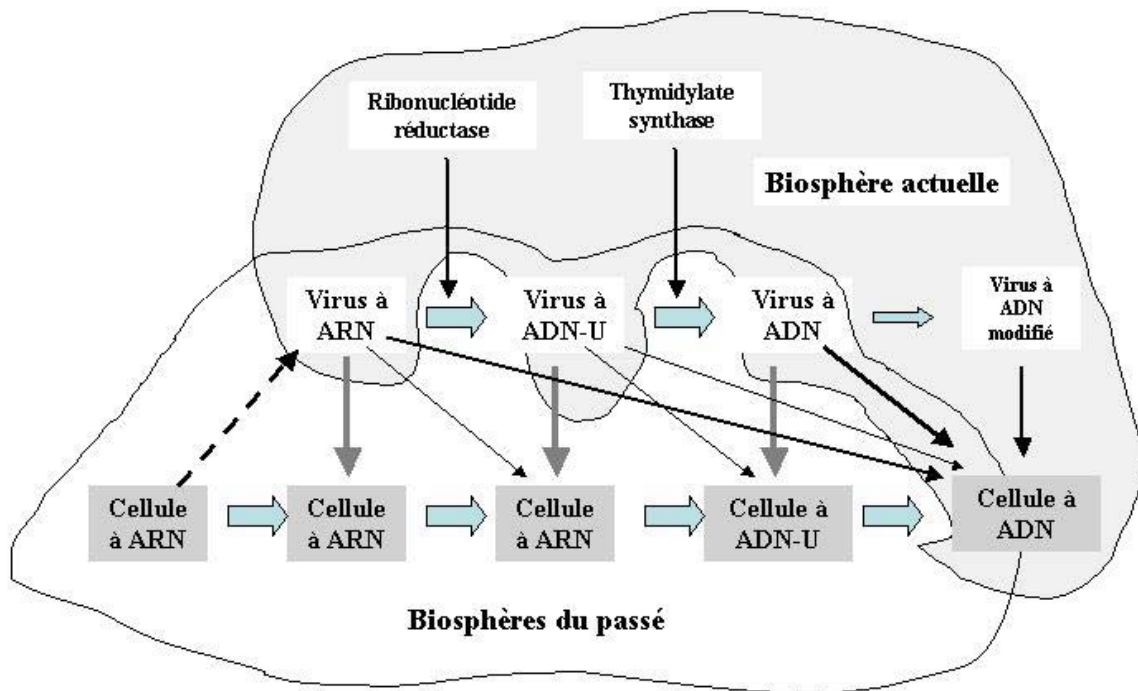 Ribonucléotide
réductase
Thymidylate
synthase
Biosphère actuelle
Virus à
ARN
Virus à
ADN-U
Virus à
ADN
Virus à
ADN
modifié
Cellule
à ARN
Cellule
à ARN
Cellule
à ARN
Cellule à
ADN-U
Cellule à
ADN
Biosphères du passé